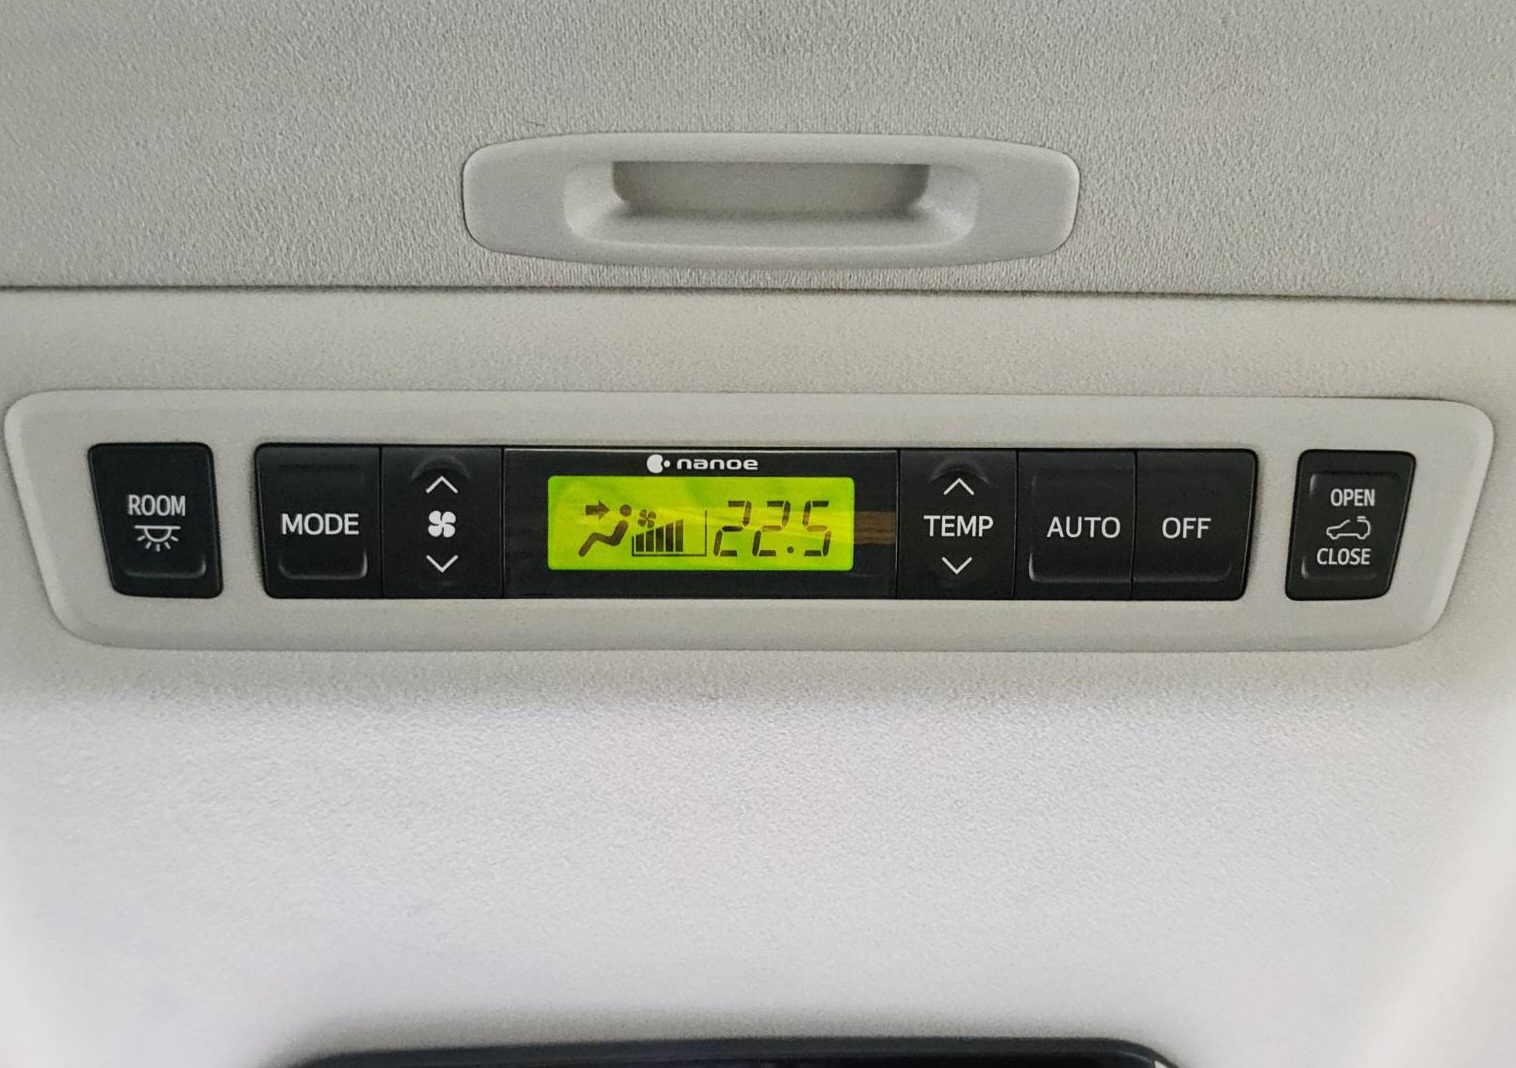 nanoe
ROOM
MODE
22.5
TEMP
AUTO
OFF
OPEN
CLOSE